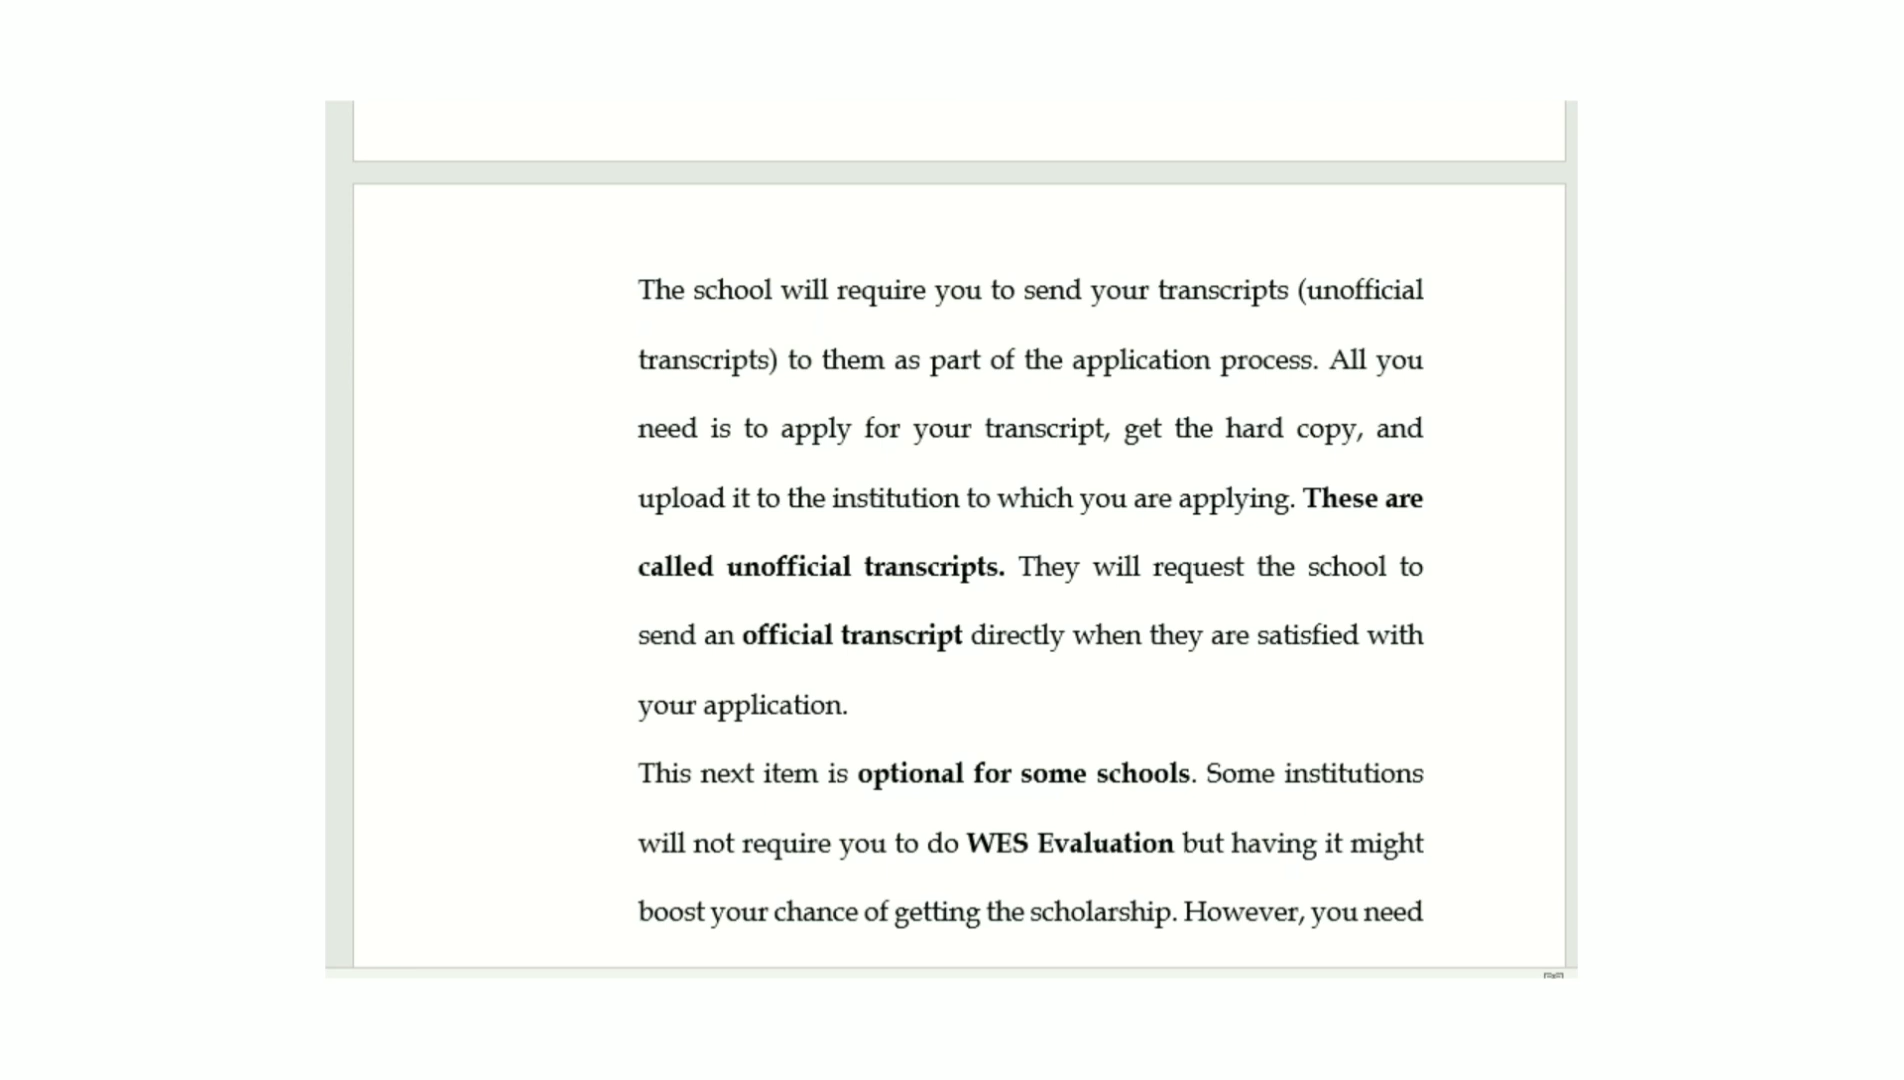 The school will require you to send your transcripts (unofficial
transcripts) to them as part of the application process. All you
need is to apply for your transcript, get the hard copy, and
upload it to the institution to which you are applying. These are
called unofficial transcripts. They will request the school to
send an official transcript directly when they are satisfied with
your application.
This next item is optional for some schools. Some institutions
will not require you to do WES Evaluation but having it might
boost your chance of getting the scholarship. However, you need